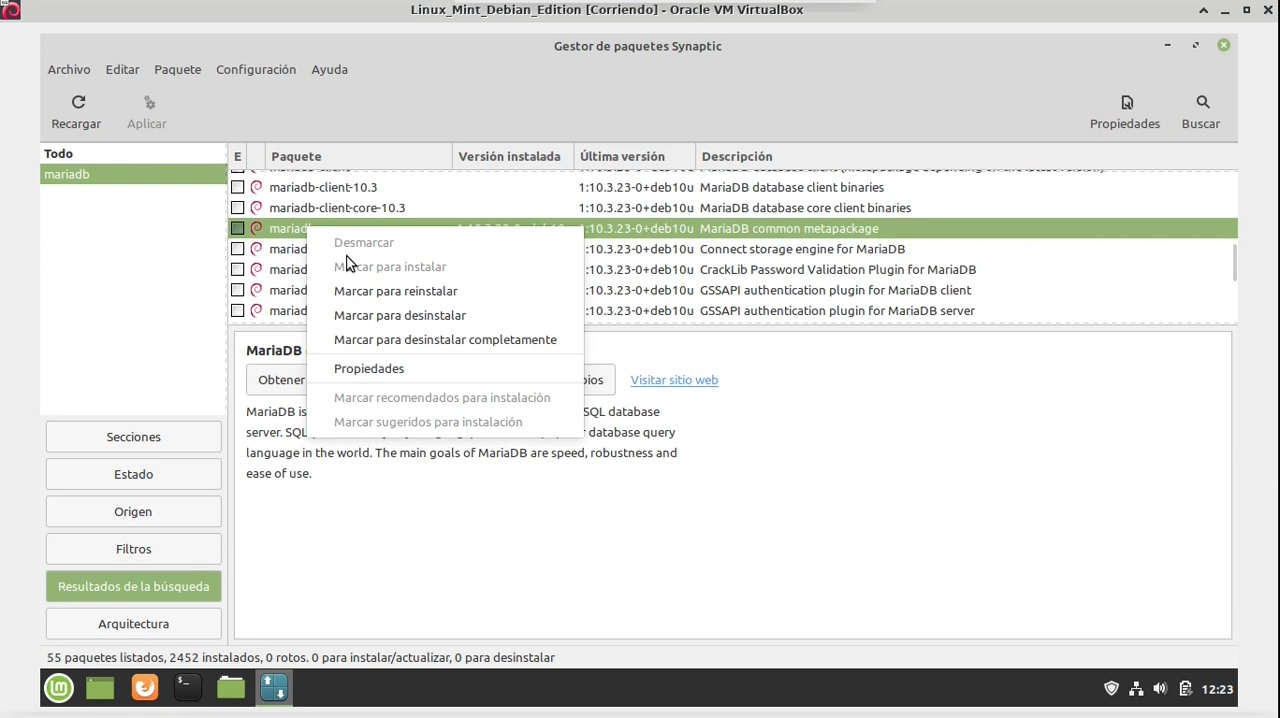 Linux_Mint_Debian_Edition [Corriendo] - Oracle VM VirtualBox
Gestor de paquetes Synaptic
Archivo Editar Paquete Configuración Ayuda
Recargar Aplicar Propiedades Buscar
Todo
mariadb
E Paquete Versión instalada Última versión Descripción
mariadb-client-10.3 1:10.3.23-0+deb10u MariaDB database client binaries
mariadb-client-core-10.3 1:10.3.23-0+deb10u MariaDB database core client binaries
:10.3.23-0+deb10u MariaDB common metapackage
mariad :10.3.23-0+deb10u Connect storage engine for MariaDB
mariad :10.3.23-0+deb10u CrackLib Password Validation Plugin for MariaDB
mariad :10.3.23-0+deb10u GSSAPI authentication plugin for MariaDB client
mariad :10.3.23-0+deb10u GSSAPI authentication plugin for MariaDB server
Desmarcar
Marcar para instalar
Marcar para reinstalar
Marcar para desinstalar
Marcar para desinstalar completamente
Propiedades
Marcar recomendados para instalación
Marcar sugeridos para instalación
MariaDB
Obtener bios Visitar sitio web
MariaDB is SQL database
server. SQL database query
language in the world. The main goals of MariaDB are speed, robustness and
ease of use.
Secciones
Estado
Origen
Filtros
Resultados de la búsqueda
Arquitectura
55 paquetes listados, 2452 instalados, 0 rotos. 0 para instalar/actualizar, 0 para desinstalar
12:23